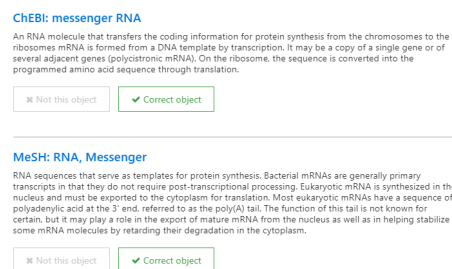 ChEBI: messenger RNA
An RNA molecule that transfers the coding information for protein synthesis from the chromosomes to the
ribosomes mRNA is formed from a DNA template by transcription. It may be a copy of a single gene or of
several adjacent genes (polycistronic mRNA). On the ribosome, the sequence is converted into the
programmed amino acid sequence through translation.
✖ Not this object ✔ Correct object
MeSH: RNA, Messenger
RNA sequences that serve as templates for protein synthesis. Bacterial mRNAs are generally primary
transcripts in that they do not require post-transcriptional processing. Eukaryotic mRNA is synthesized in the
nucleus and must be exported to the cytoplasm for translation. Most eukaryotic mRNAs have a sequence of
polyadenylic acid at the 3' end, referred to as the poly(A) tail. The function of this tail is not known for
certain, but it may play a role in the export of mature mRNA from the nucleus as well as in helping stabilize
some mRNA molecules by retarding their degradation in the cytoplasm.
✖ Not this object ✔ Correct object